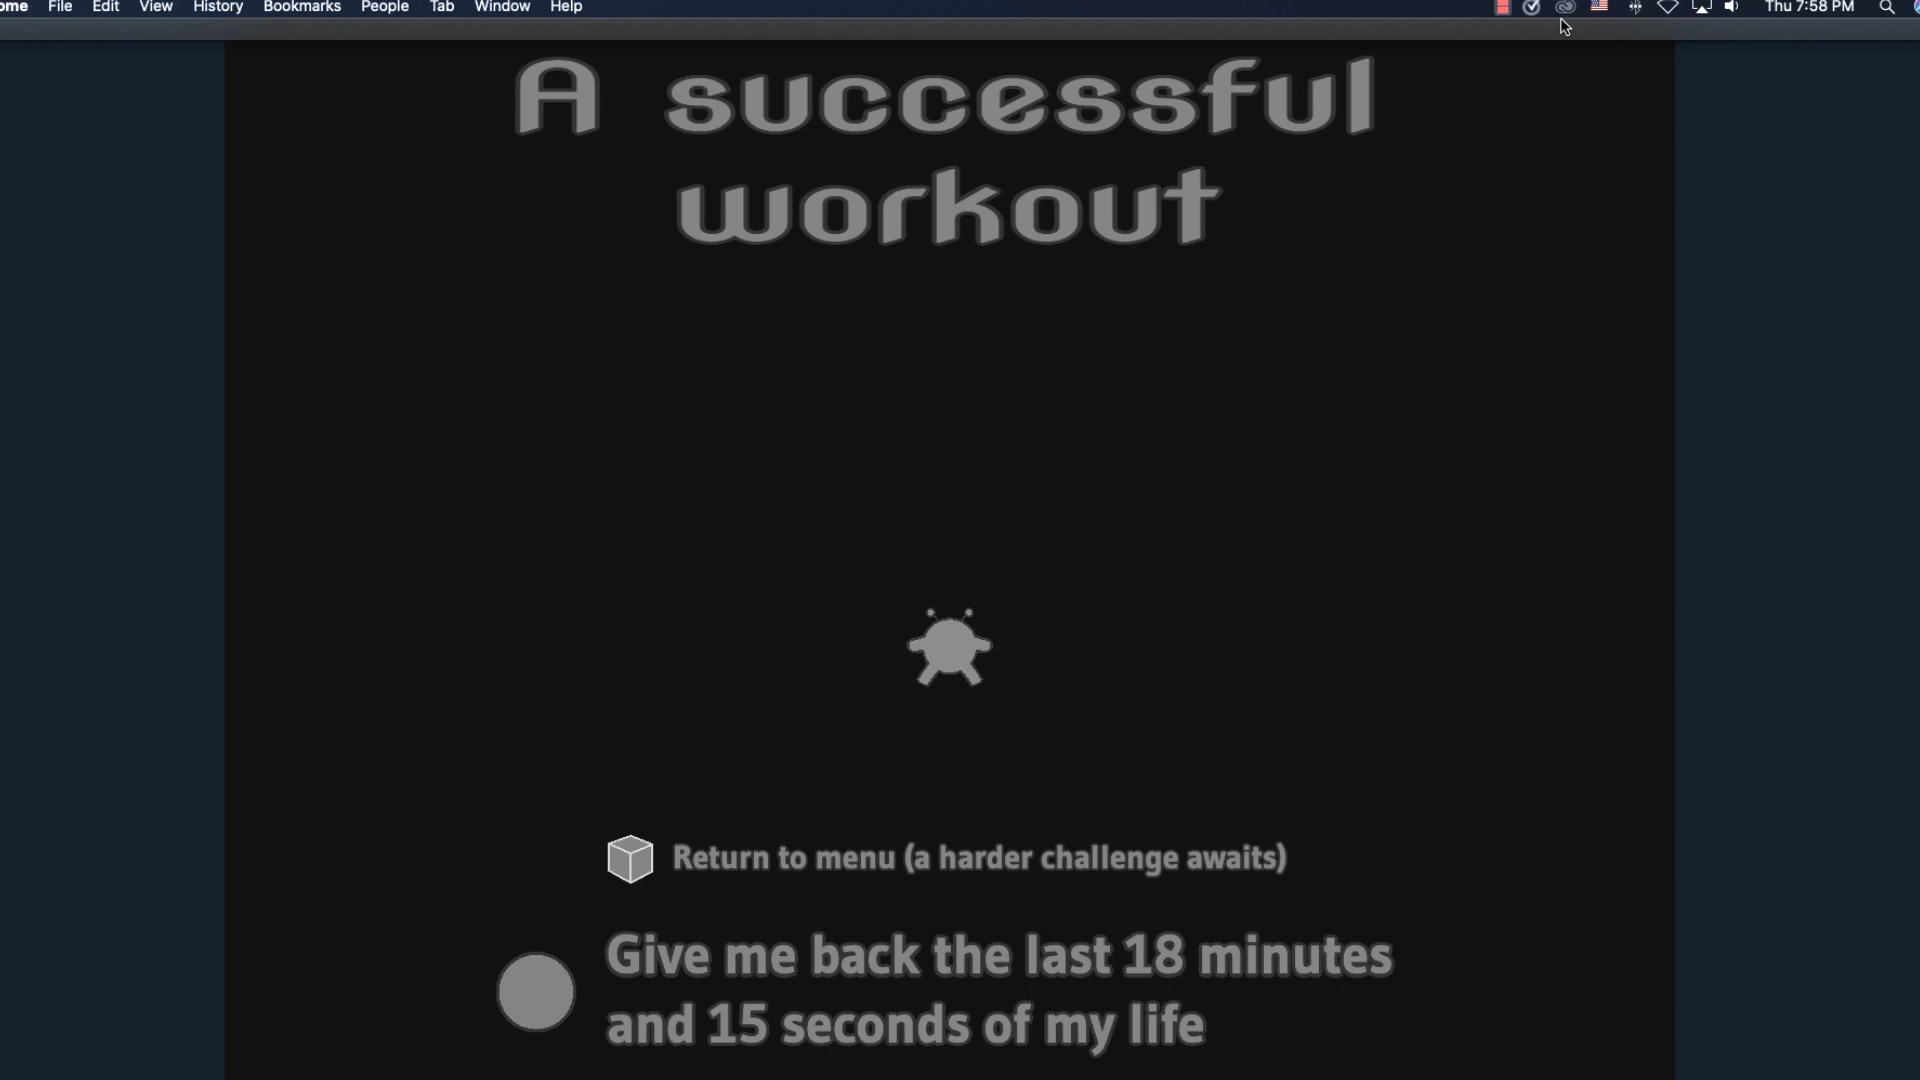 ome File Edit View History Bookmarks People Tab Window Help Thu 7:58 PM
A successful
workout
Return to menu (a harder challenge awaits)
Give me back the last 18 minutes
and 15 seconds of my life